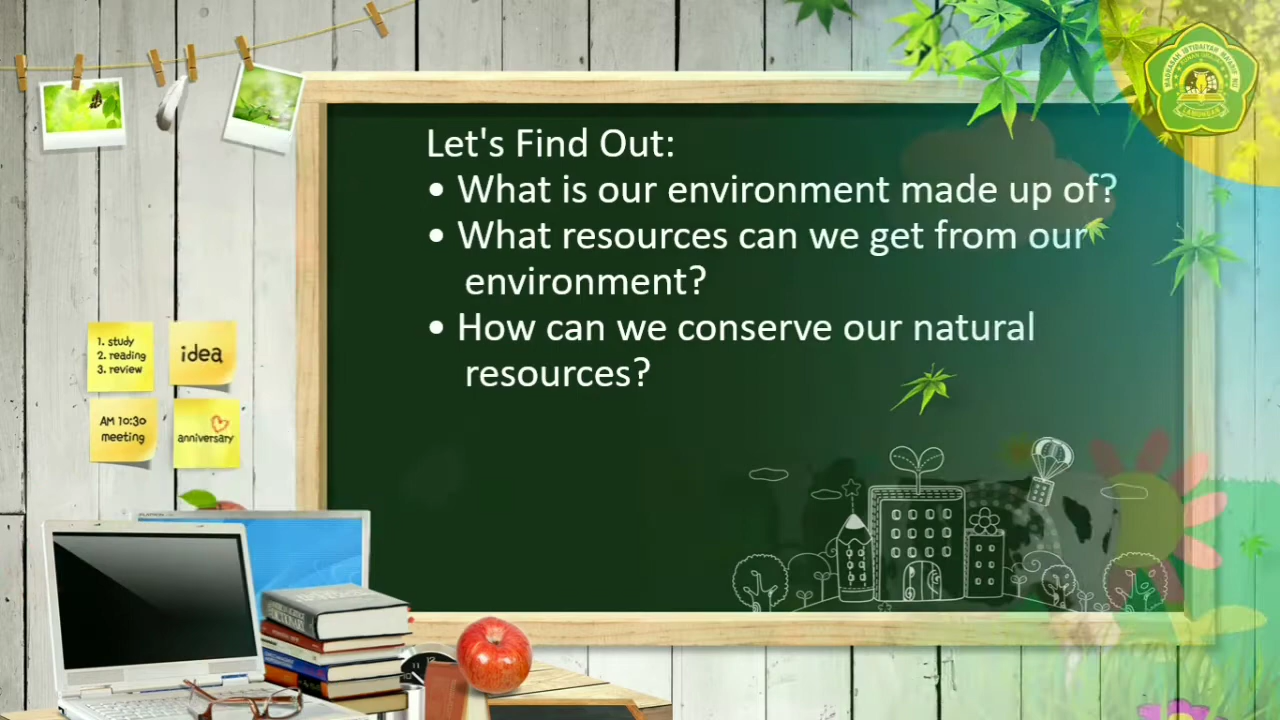 Let's Find Out:
• What is our environment made up of?
• What resources can we get from our
environment?
• How can we conserve our natural
resources?
1. study
2. reading
3. review
idea
AM 10:30
meeting
anniversary
LAMONGAN